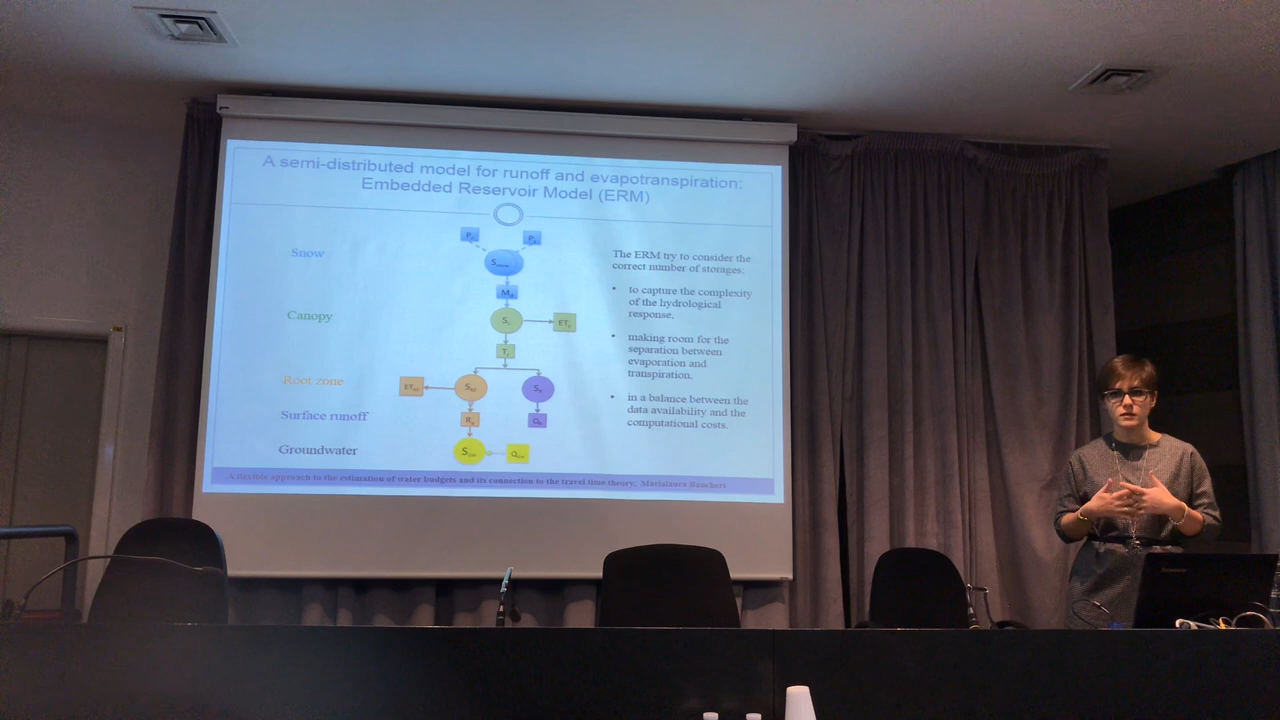 A semi-distributed model for runoff and evapotranspiration:
Embedded Reservoir Model (ERM)
Snow
Canopy
Root zone
Surface runoff
Groundwater
S
M
S
ET
T
ET
S
S
R
Q
S
Q
The ERM try to consider the
correct number of storages:
• to capture the complexity
of the hydrological
response,
• making room for the
separation between
evaporation and
transpiration,
• in a balance between the
data availability and the
computational costs.
A flexible approach to the estimation of water budgets and its connection to the travel time theory, Marialaura Bancheri
lenovo